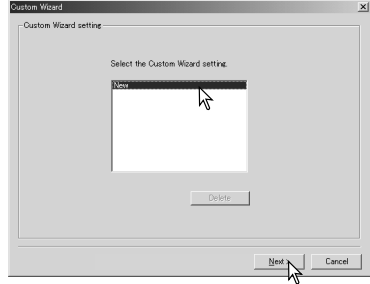 Custom Wizard
Custom Wizard setting
Select the Custom Wizard setting.
New
Delete
Next >
Cancel